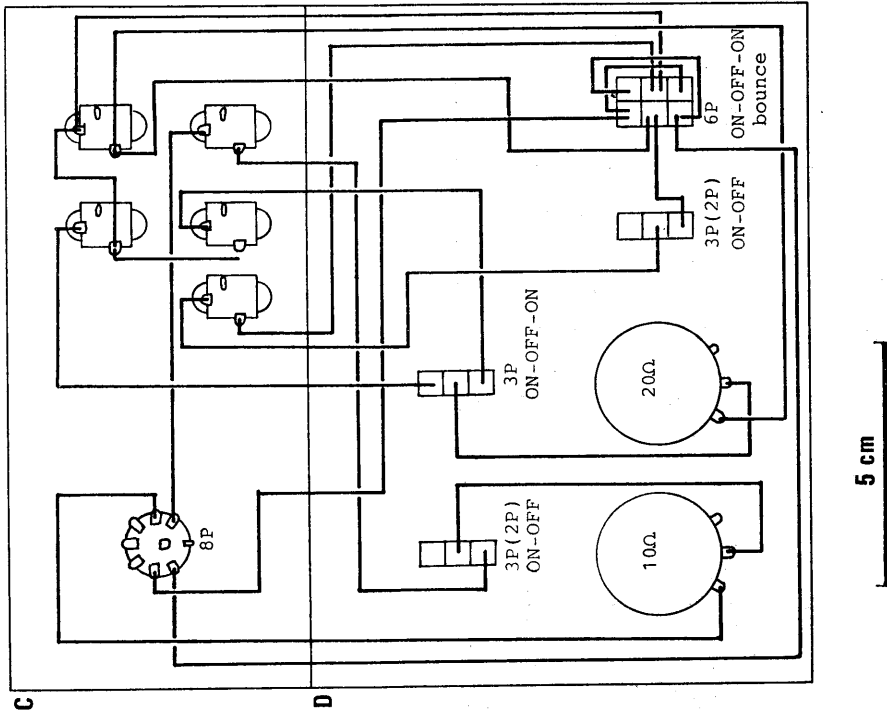 C
D
8P
6P
ON-OFF-ON
bounce
3P(2P)
ON-OFF
3P
ON-OFF-ON
3P(2P)
ON-OFF
20Ω
10Ω
5 cm